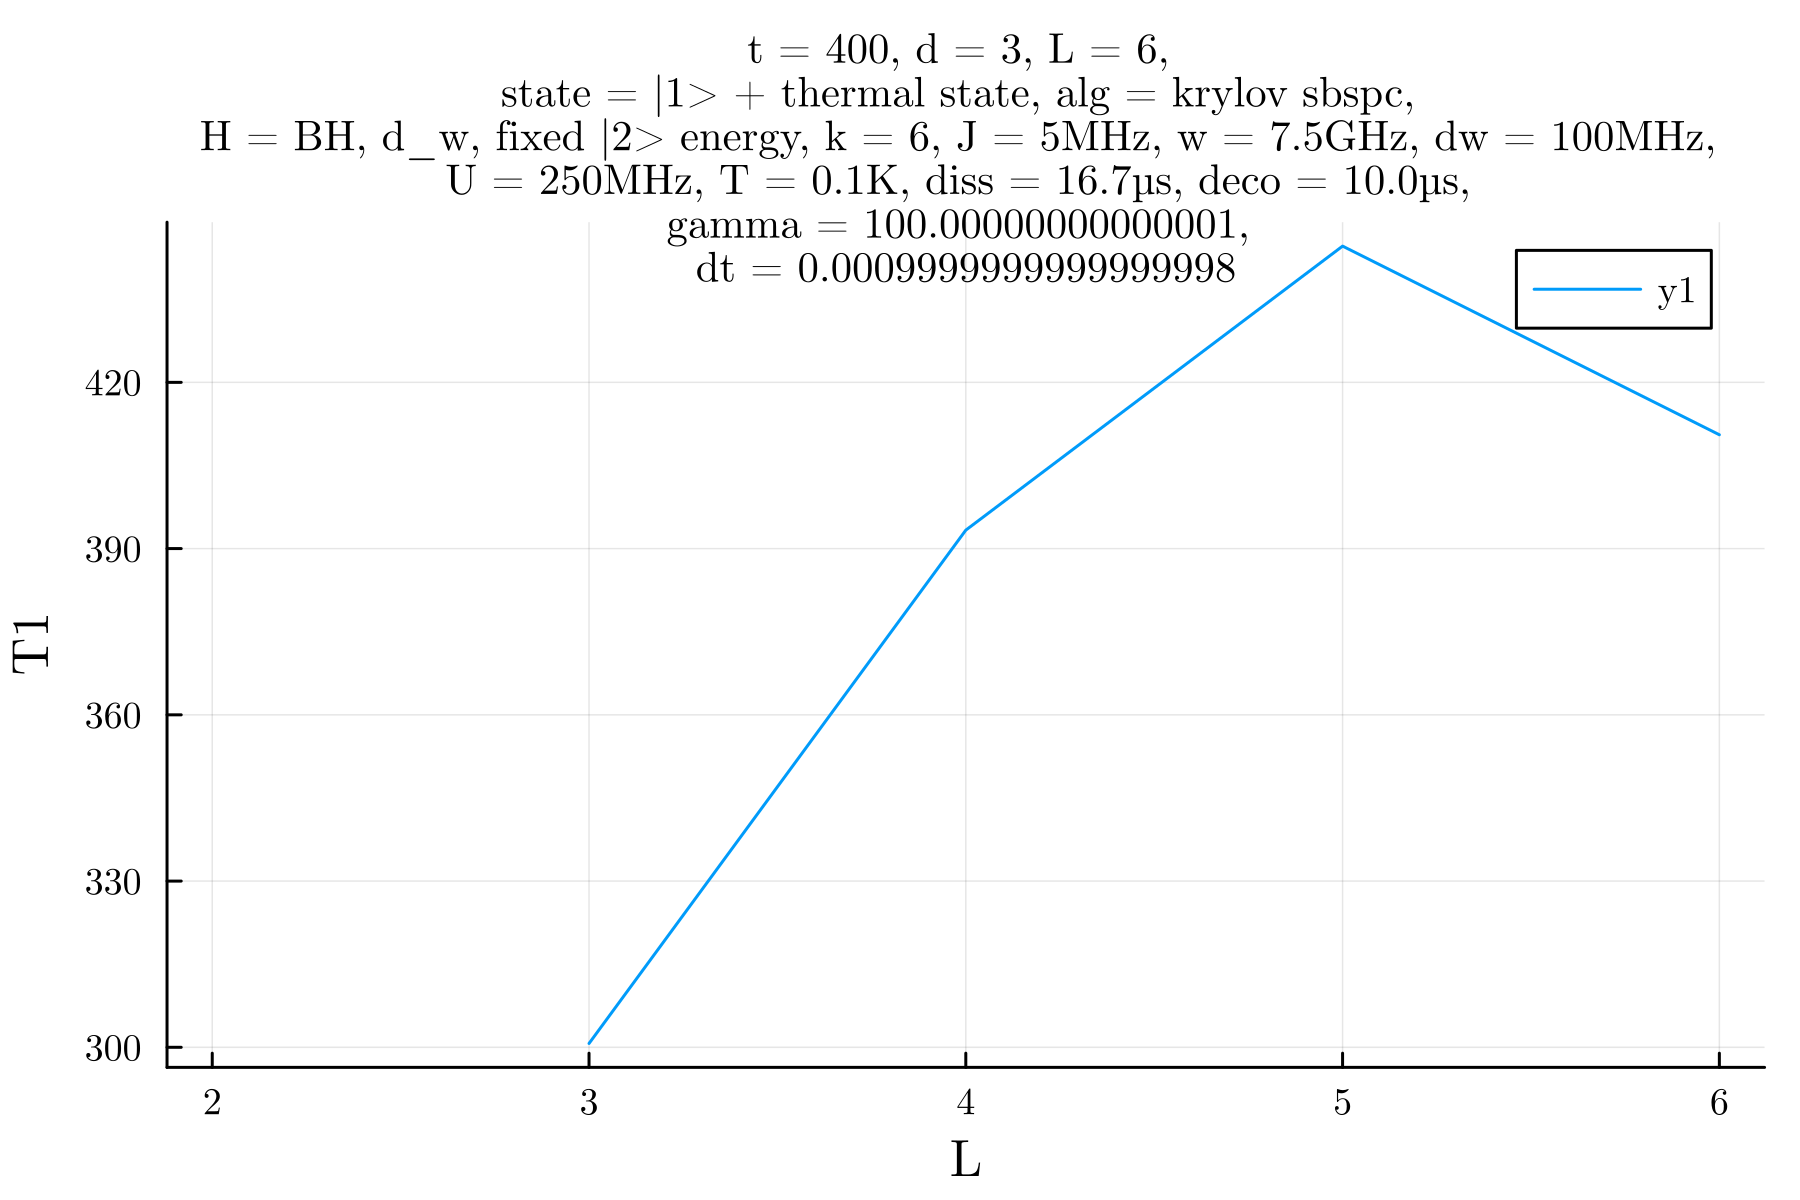 t = 400, d = 3, L = 6,
state = |1> + thermal state, alg = krylov sbspc,
H = BH, d_w, fixed |2> energy, k = 6, J = 5MHz, w = 7.5GHz, dw = 100MHz,
U = 250MHz, T = 0.1K, diss = 16.7µs, deco = 10.0µs,
gamma = 100.00000000000001,
dt = 0.0009999999999999998
y1
420
390
360
330
300
T1
2 3 4 5 6
L